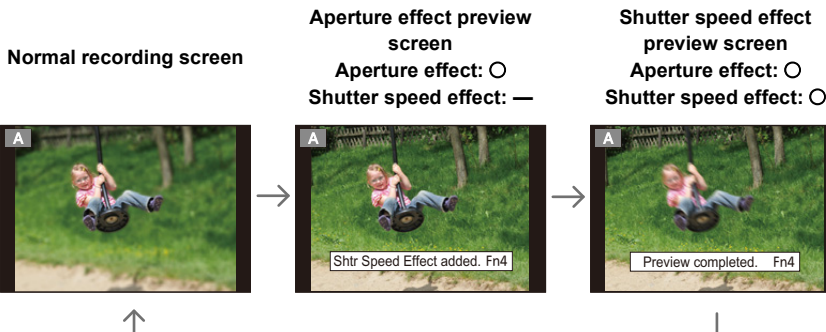 Normal recording screen
Aperture effect preview
screen
Aperture effect: ○
Shutter speed effect: —
Shutter speed effect
preview screen
Aperture effect: ○
Shutter speed effect: ○
A
A
Shtr Speed Effect added. Fn4
A
Preview completed. Fn4